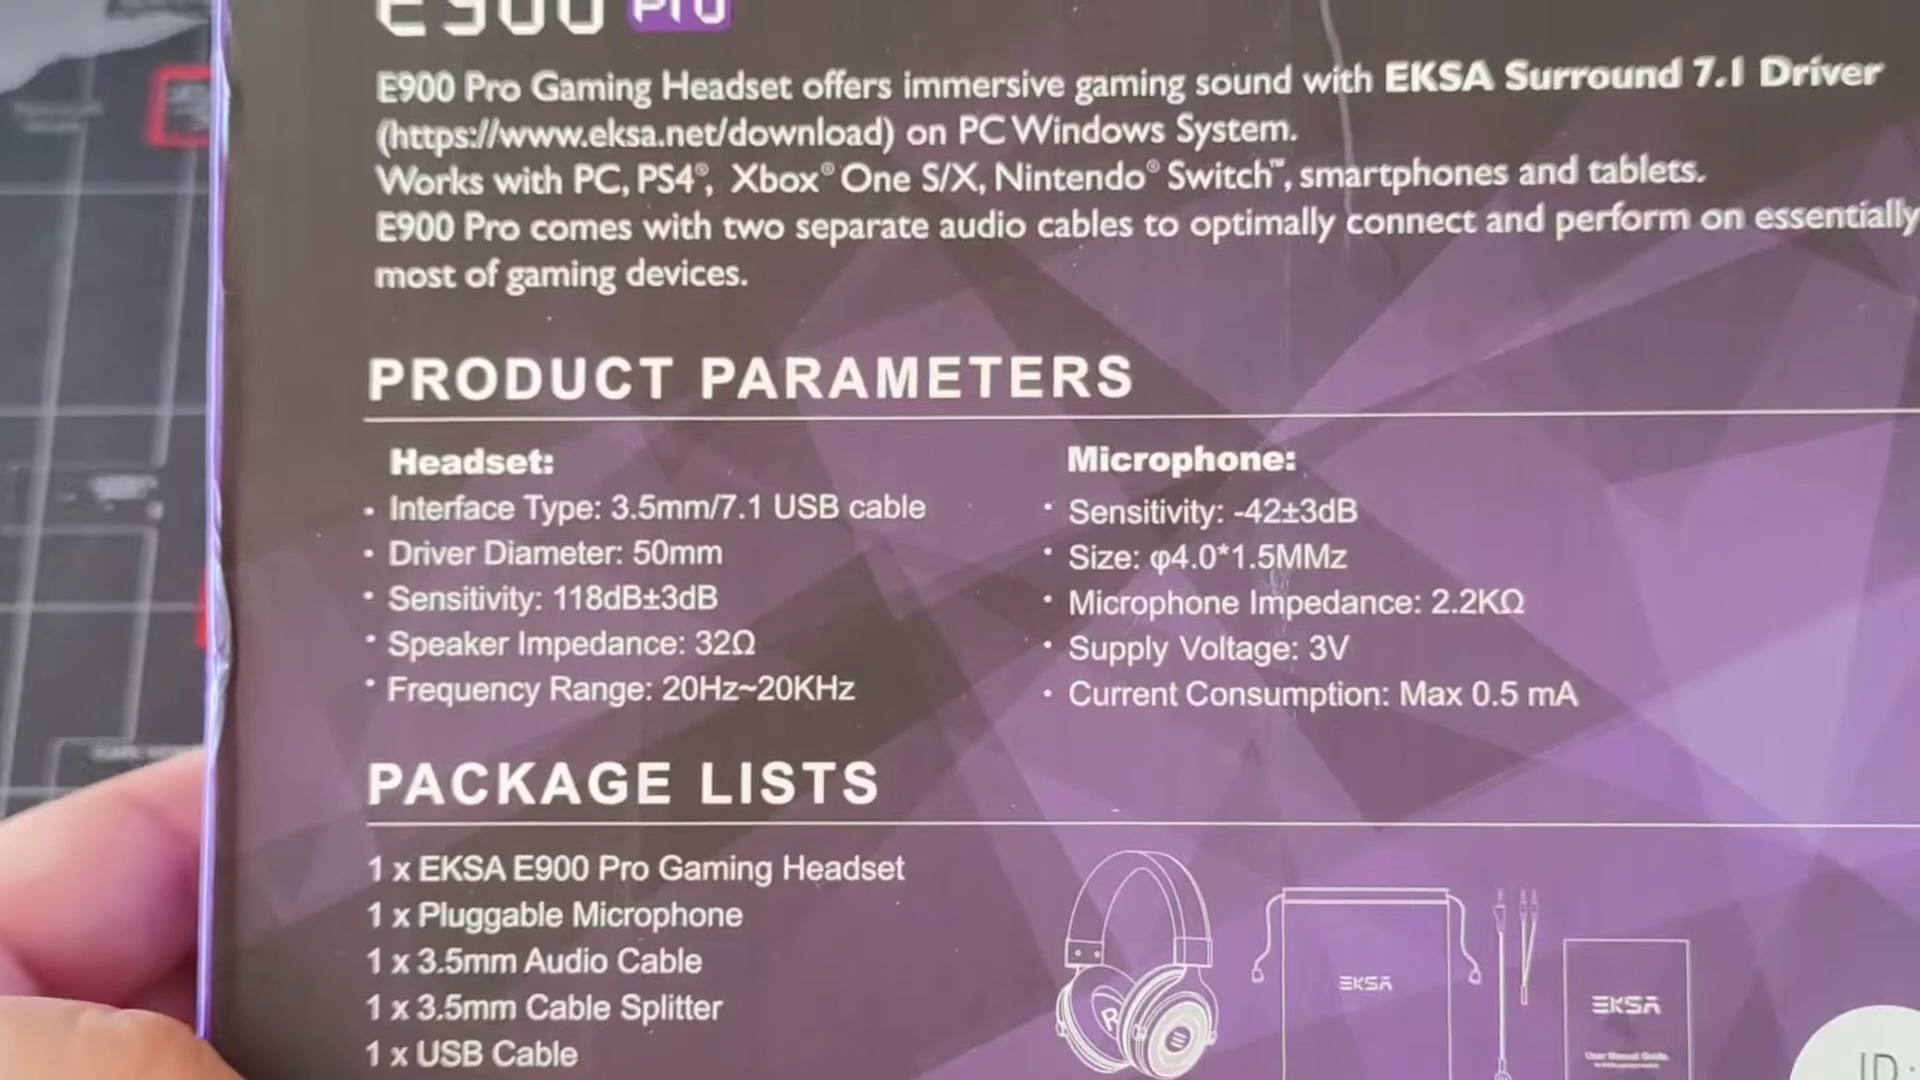 E900 Pro
E900 Pro Gaming Headset offers immersive gaming sound with EKSA Surround 7.1 Driver
(https://www.eksa.net/download) on PC Windows System.
Works with PC, PS4®, Xbox® One S/X, Nintendo® Switch™, smartphones and tablets.
E900 Pro comes with two separate audio cables to optimally connect and perform on essentially
most of gaming devices.
PRODUCT PARAMETERS
Headset:
• Interface Type: 3.5mm/7.1 USB cable
• Driver Diameter: 50mm
• Sensitivity: 118dB±3dB
• Speaker Impedance: 32Ω
• Frequency Range: 20Hz~20KHz
Microphone:
• Sensitivity: -42±3dB
• Size: φ4.0*1.5MMz
• Microphone Impedance: 2.2KΩ
• Supply Voltage: 3V
• Current Consumption: Max 0.5 mA
PACKAGE LISTS
1 x EKSA E900 Pro Gaming Headset
1 x Pluggable Microphone
1 x 3.5mm Audio Cable
1 x 3.5mm Cable Splitter
1 x USB Cable
R
EKSA
EKSA
User Manual Guide
ID: